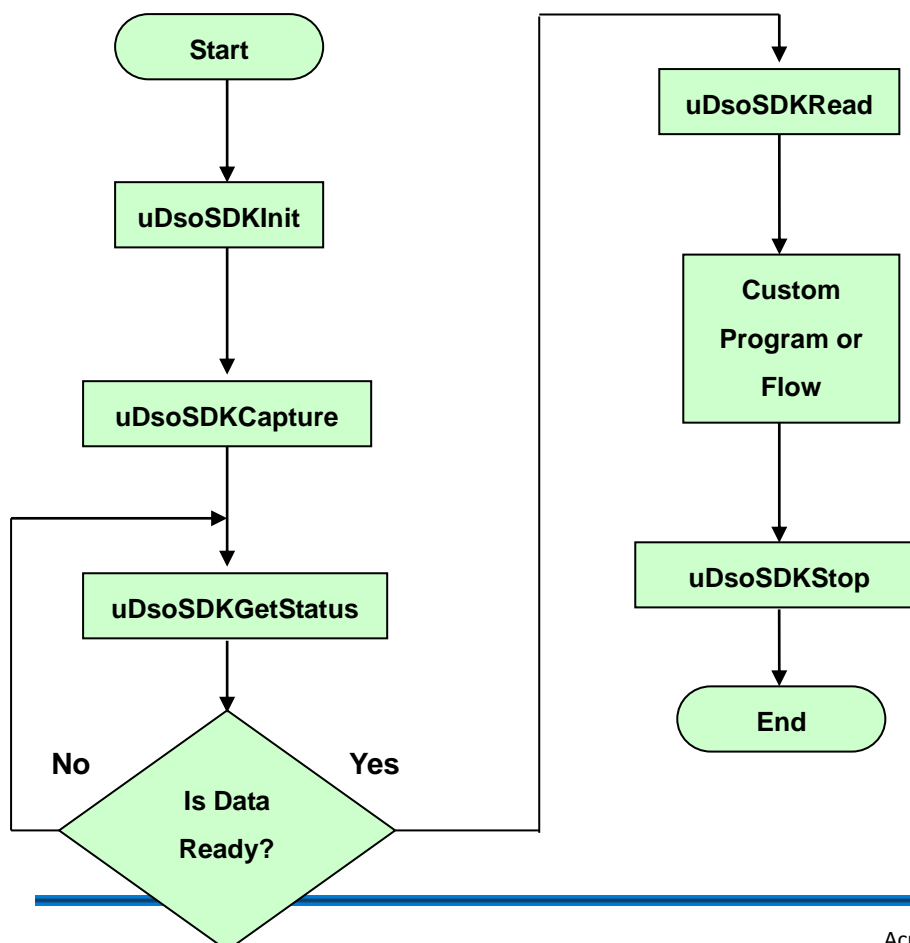 Start
uDsoSDKInit
uDsoSDKCapture
uDsoSDKGetStatus
No
Yes
Is Data
Ready?
uDsoSDKRead
Custom
Program or
Flow
uDsoSDKStop
End